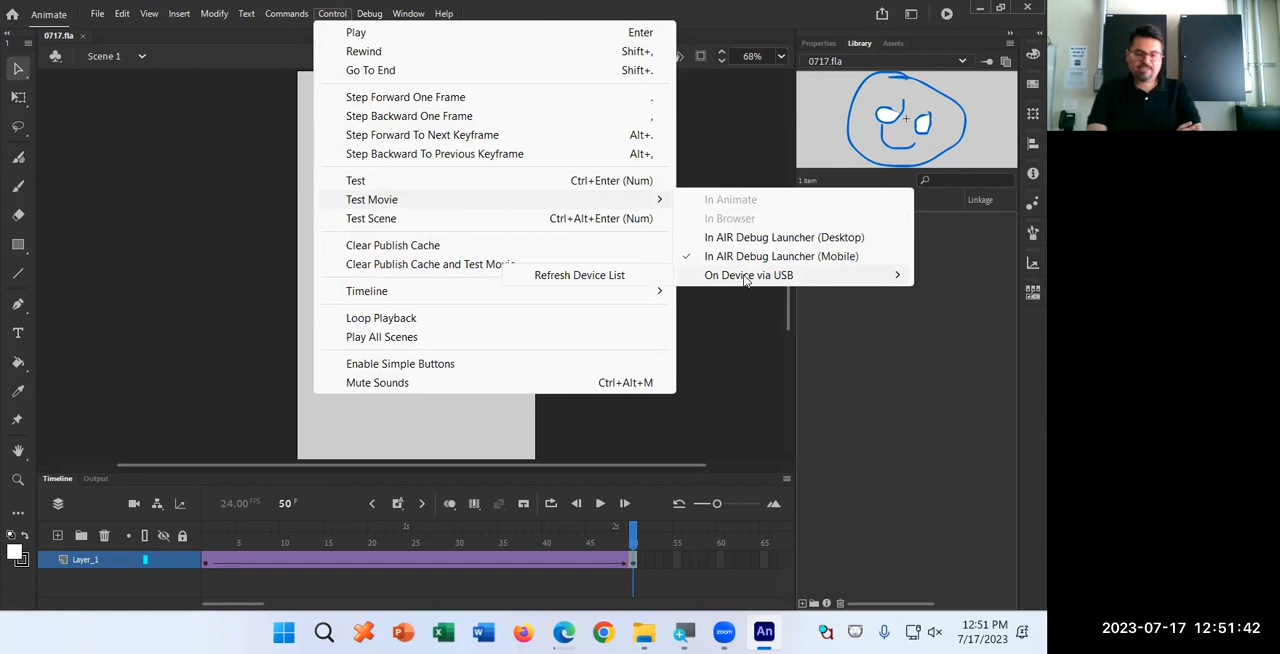 Animate File Edit View Insert Modify Text Commands Control Debug Window Help
0717.fla
Scene 1
68%
Play Enter
Rewind Shift+,
Go To End Shift+.
Step Forward One Frame .
Step Backward One Frame ,
Step Forward To Next Keyframe Alt+.
Step Backward To Previous Keyframe Alt+,
Test Ctrl+Enter (Num)
Test Movie
Test Scene Ctrl+Alt+Enter (Num)
Clear Publish Cache
Clear Publish Cache and Test
Timeline
Loop Playback
Play All Scenes
Enable Simple Buttons
Mute Sounds Ctrl+Alt+M
In Animate
In Browser
In AIR Debug Launcher (Desktop)
In AIR Debug Launcher (Mobile)
On Device via USB
Refresh Device List
Properties Library Assets
0717.fla
1 item
Linkage
Timeline Output
24.00 FPS 50 F
1s 2s
5 10 15 20 25 30 35 40 45 55 60 65
Layer_1
12:51 PM
7/17/2023
2023-07-17 12:51:42